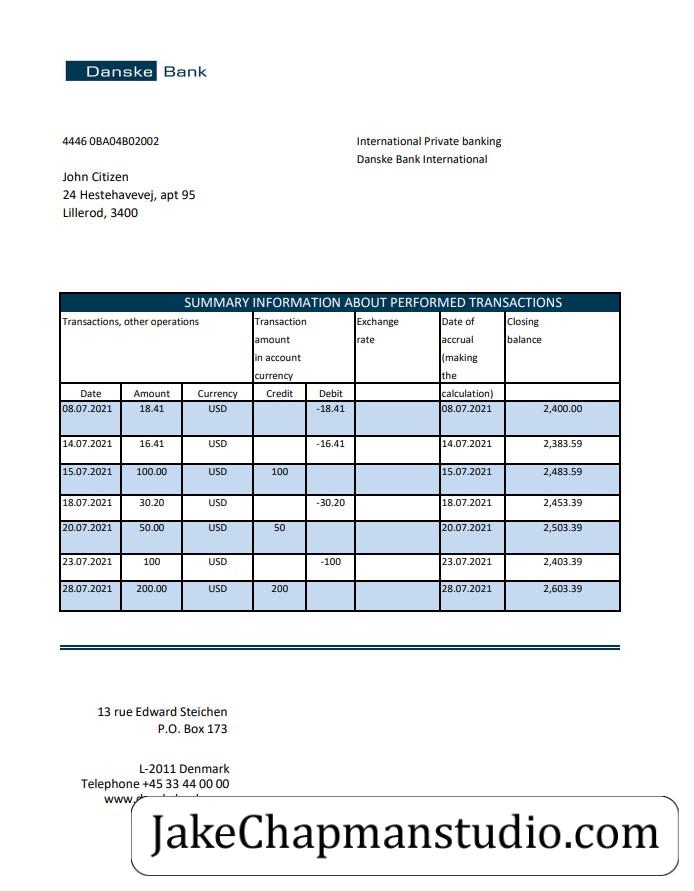 Danske Bank
4446 0BA04B02002
International Private banking
Danske Bank International
John Citizen
24 Hestehavevej, apt 95
Lillerod, 3400
SUMMARY INFORMATION ABOUT PERFORMED TRANSACTIONS
Transactions, other operations
Transaction
amount
in account
currency
Exchange
rate
Date of
accrual
(making
the
calculation)
Closing
balance
Date Amount Currency Credit Debit
08.07.2021 18.41 USD -18.41 08.07.2021 2,400.00
14.07.2021 16.41 USD -16.41 14.07.2021 2,383.59
15.07.2021 100.00 USD 100 15.07.2021 2,483.59
18.07.2021 30.20 USD -30.20 18.07.2021 2,453.39
20.07.2021 50.00 USD 50 20.07.2021 2,503.39
23.07.2021 100 USD -100 23.07.2021 2,403.39
28.07.2021 200.00 USD 200 28.07.2021 2,603.39
13 rue Edward Steichen
P.O. Box 173
L-2011 Denmark
Telephone +45 33 44 00 00
JakeChapmanstudio.com